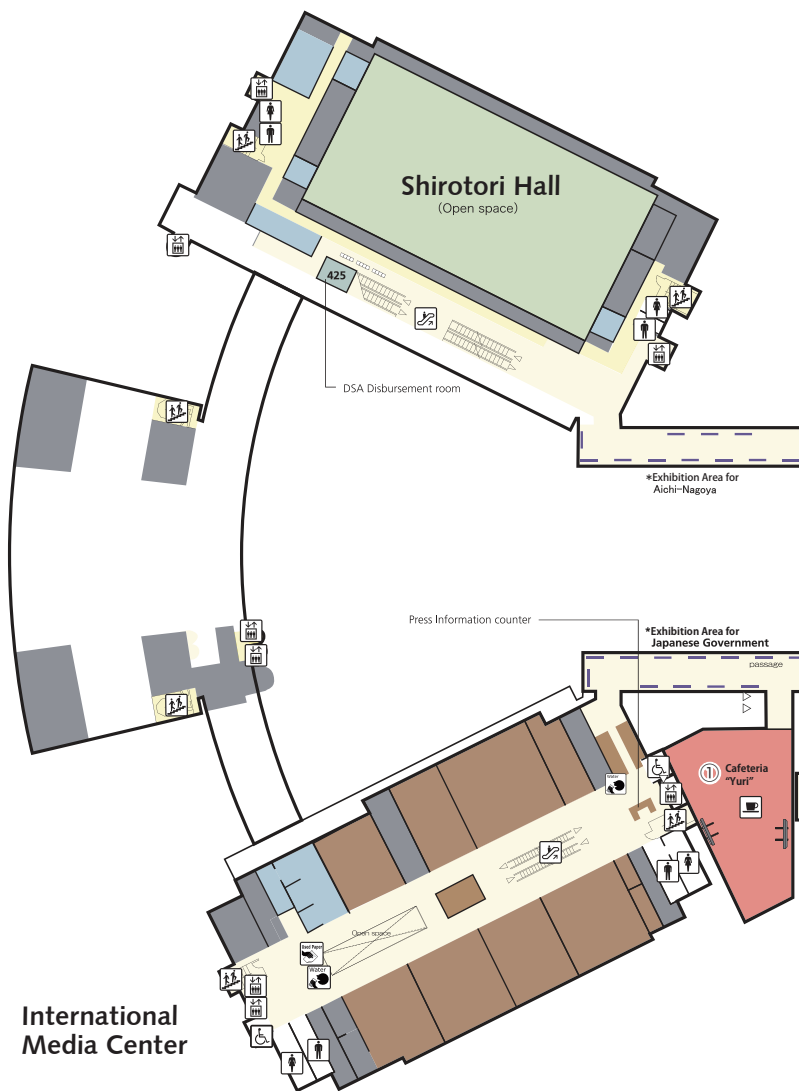 Shirotori Hall
(Open space)
425
DSA Disbursement room
*Exhibition Area for
Aichi-Nagoya
Press Information counter
*Exhibition Area for
Japanese Government
passage
Water
1
Cafeteria
"Yuri"
Open space
Used Paper
Water
International
Media Center